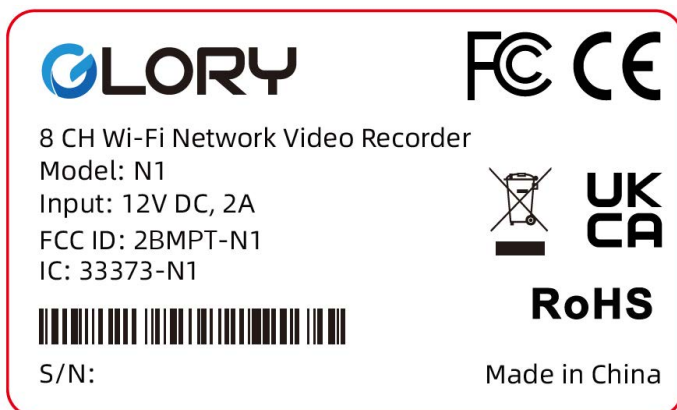 GLORY
FC CE
8 CH Wi-Fi Network Video Recorder
Model: N1
Input: 12V DC, 2A
FCC ID: 2BMPT-N1
IC: 33373-N1
UK
CA
RoHS
S/N:
Made in China